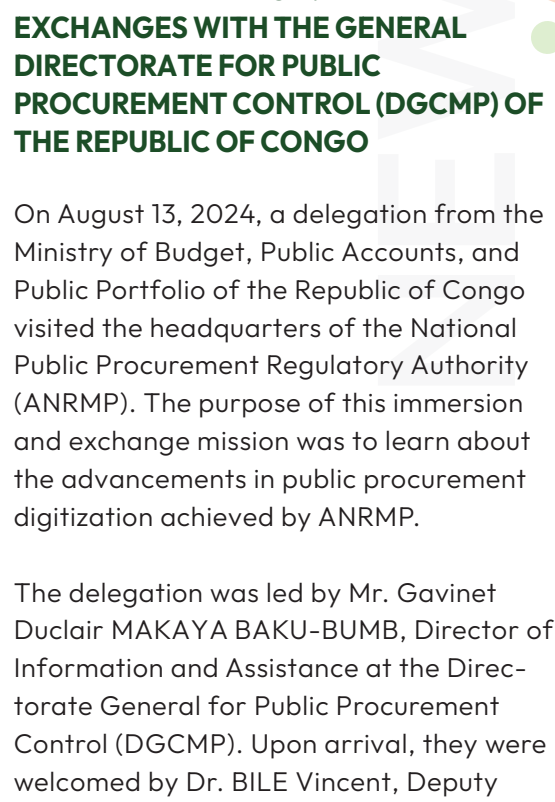 EXCHANGES WITH THE GENERAL
DIRECTORATE FOR PUBLIC
PROCUREMENT CONTROL (DGCMP) OF
THE REPUBLIC OF CONGO
On August 13, 2024, a delegation from the
Ministry of Budget, Public Accounts, and
Public Portfolio of the Republic of Congo
visited the headquarters of the National
Public Procurement Regulatory Authority
(ANRMP). The purpose of this immersion
and exchange mission was to learn about
the advancements in public procurement
digitization achieved by ANRMP.
The delegation was led by Mr. Gavinet
Duclair MAKAYA BAKU-BUMB, Director of
Information and Assistance at the Direc-
torate General for Public Procurement
Control (DGCMP). Upon arrival, they were
welcomed by Dr. BILE Vincent, Deputy